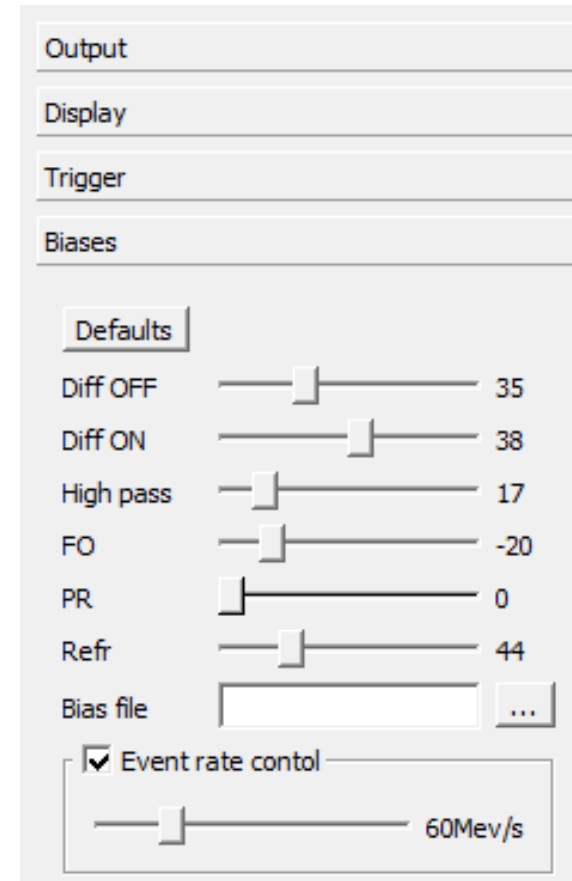 Output
Display
Trigger
Biases
Defaults
Diff OFF 35
Diff ON 38
High pass 17
FO -20
PR 0
Refr 44
Bias file ...
Event rate contol
60Mev/s